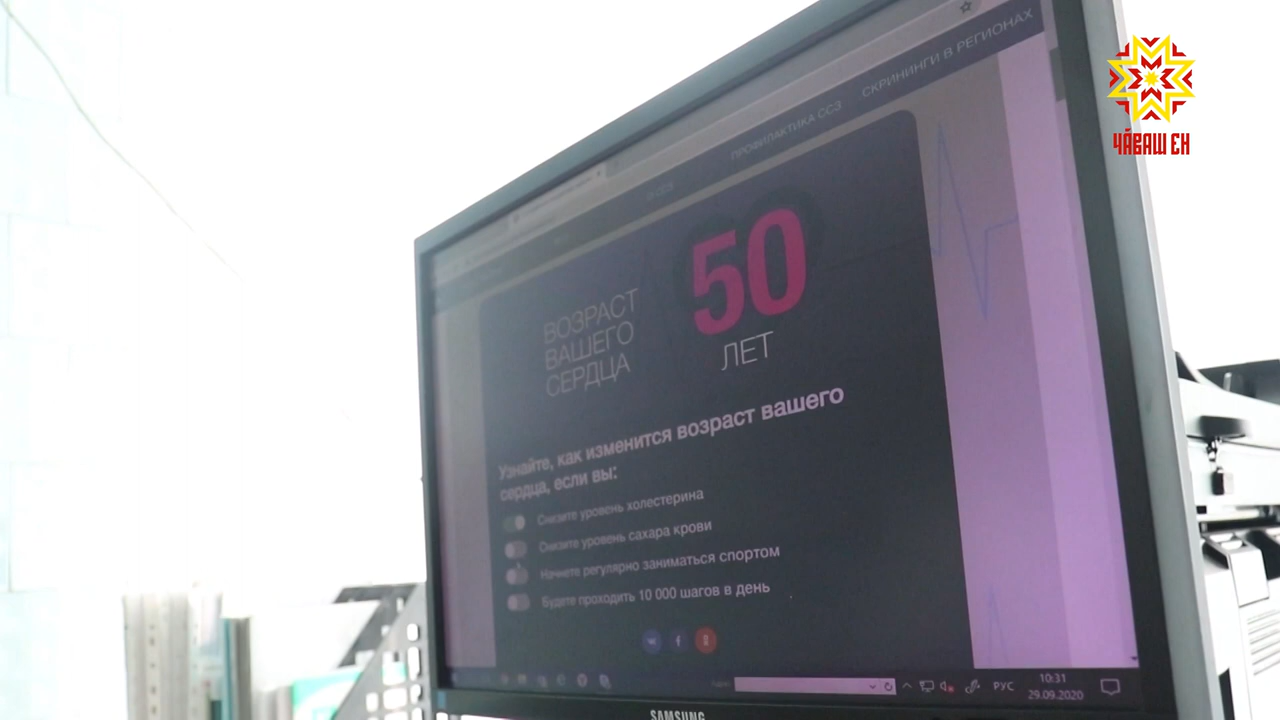 ЧӐВАШ ЕН
ПРОФИЛАКТИКА ССЗ
СКРИНИНГИ В РЕГИОНАХ
ВОЗРАСТ
ВАШЕГО
СЕРДЦА
50
ЛЕТ
Узнайте, как изменится возраст вашего
сердца, если вы:
Снизите уровень холестерина
Снизите уровень сахара крови
Начнете регулярно заниматься спортом
Будете проходить 10 000 шагов в день
РУС
10:31
29.09.2020
SAMSUNG